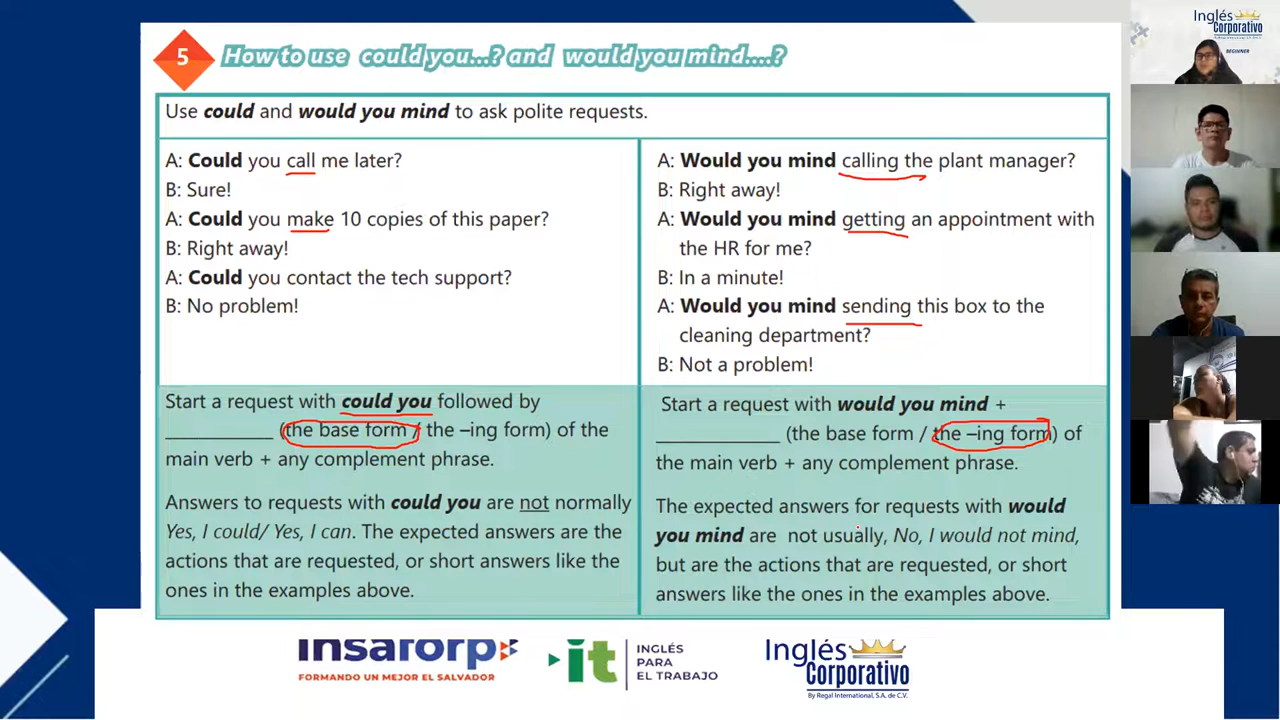 5 How to use could you...? and would you mind....?
Use could and would you mind to ask polite requests.
A: Could you call me later?
B: Sure!
A: Could you make 10 copies of this paper?
B: Right away!
A: Could you contact the tech support?
B: No problem!
A: Would you mind calling the plant manager?
B: Right away!
A: Would you mind getting an appointment with
the HR for me?
B: In a minute!
A: Would you mind sending this box to the
cleaning department?
B: Not a problem!
Start a request with could you followed by
____________ (the base form / the –ing form) of the
main verb + any complement phrase.
Answers to requests with could you are not normally
Yes, I could/ Yes, I can. The expected answers are the
actions that are requested, or short answers like the
ones in the examples above.
Start a request with would you mind +
______________ (the base form / the –ing form) of
the main verb + any complement phrase.
The expected answers for requests with would
you mind are not usually, No, I would not mind,
but are the actions that are requested, or short
answers like the ones in the examples above.
insaforp
FORMANDO UN MEJOR EL SALVADOR
it
INGLÉS
PARA
EL TRABAJO
Inglés
Corporativo
By Regal International, S.A. de C.V.
Inglés
Corporativo
BEGINNER